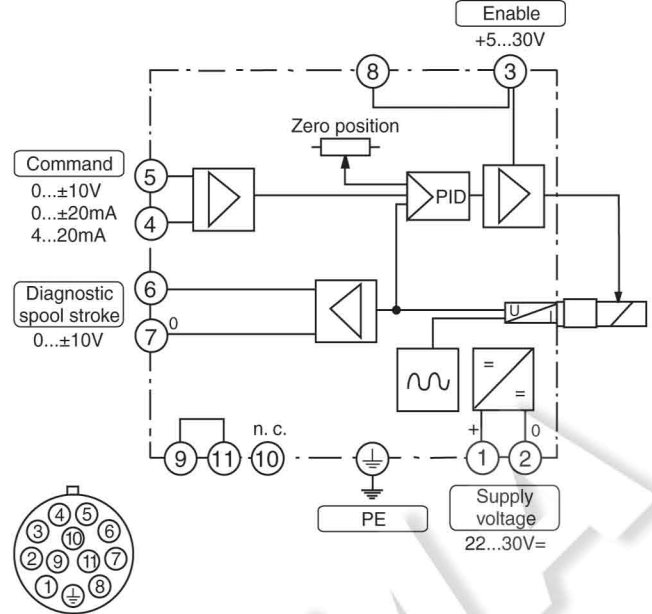 Enable
+5...30V
8
3
Zero position
Command
0...±10V
0...±20mA
4...20mA
5
4
PID
Diagnostic
spool stroke
0...±10V
6
7
0
U
I
=
=
n. c.
+
0
9
11
10
1
2
PE
Supply
voltage
22...30V=
4
5
3
10
6
2
9
11
7
1
8